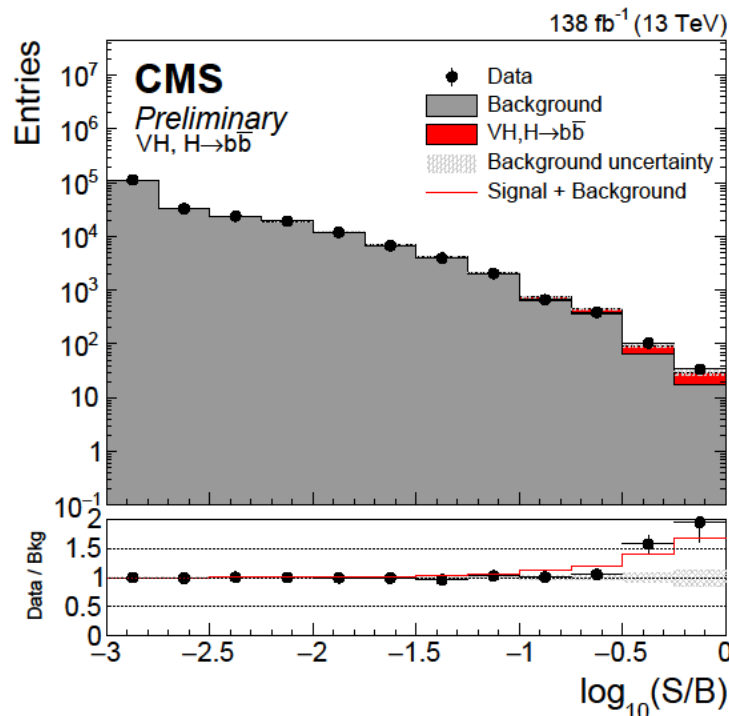 138 fb⁻¹ (13 TeV)
Entries
CMS
Preliminary
VH, H→bb̅
Data
Background
VH,H→bb̅
Background uncertainty
Signal + Background
10⁷
10⁶
10⁵
10⁴
10³
10²
10
1
10⁻¹
Data / Bkg
2
1.5
1
0.5
0
−3 −2.5 −2 −1.5 −1 −0.5 0
log₁₀(S/B)